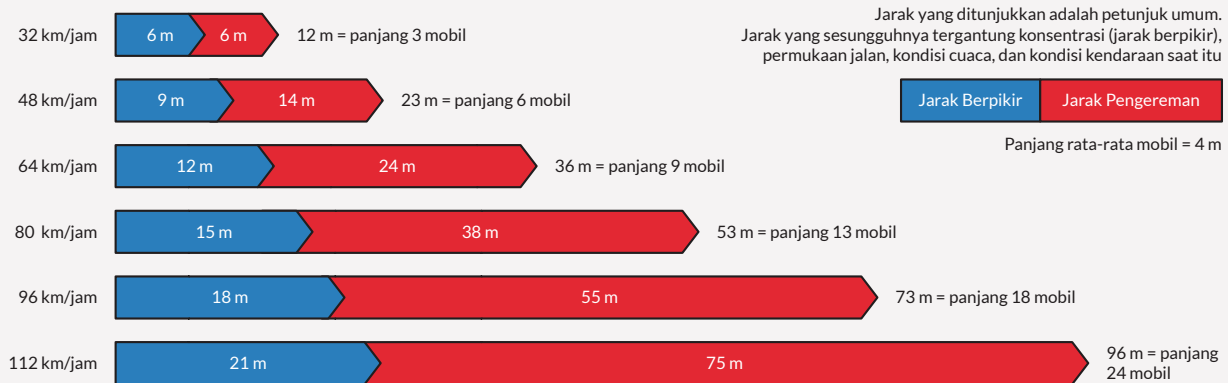 Jarak yang ditunjukkan adalah petunjuk umum.
Jarak yang sesungguhnya tergantung konsentrasi (jarak berpikir),
permukaan jalan, kondisi cuaca, dan kondisi kendaraan saat itu
Jarak Berpikir Jarak Pengereman
Panjang rata-rata mobil = 4 m
32 km/jam 6 m 6 m 12 m = panjang 3 mobil
48 km/jam 9 m 14 m 23 m = panjang 6 mobil
64 km/jam 12 m 24 m 36 m = panjang 9 mobil
80 km/jam 15 m 38 m 53 m = panjang 13 mobil
96 km/jam 18 m 55 m 73 m = panjang 18 mobil
112 km/jam 21 m 75 m 96 m = panjang
24 mobil